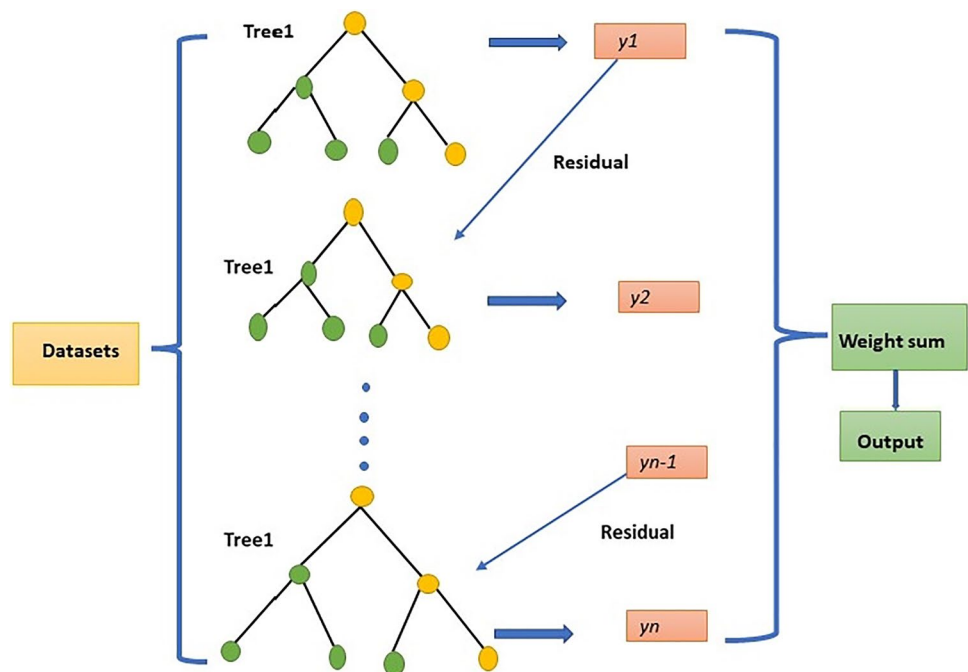 Tree1
y1
Residual
Tree1
y2
Datasets
Weight sum
Output
yn-1
Residual
Tree1
yn